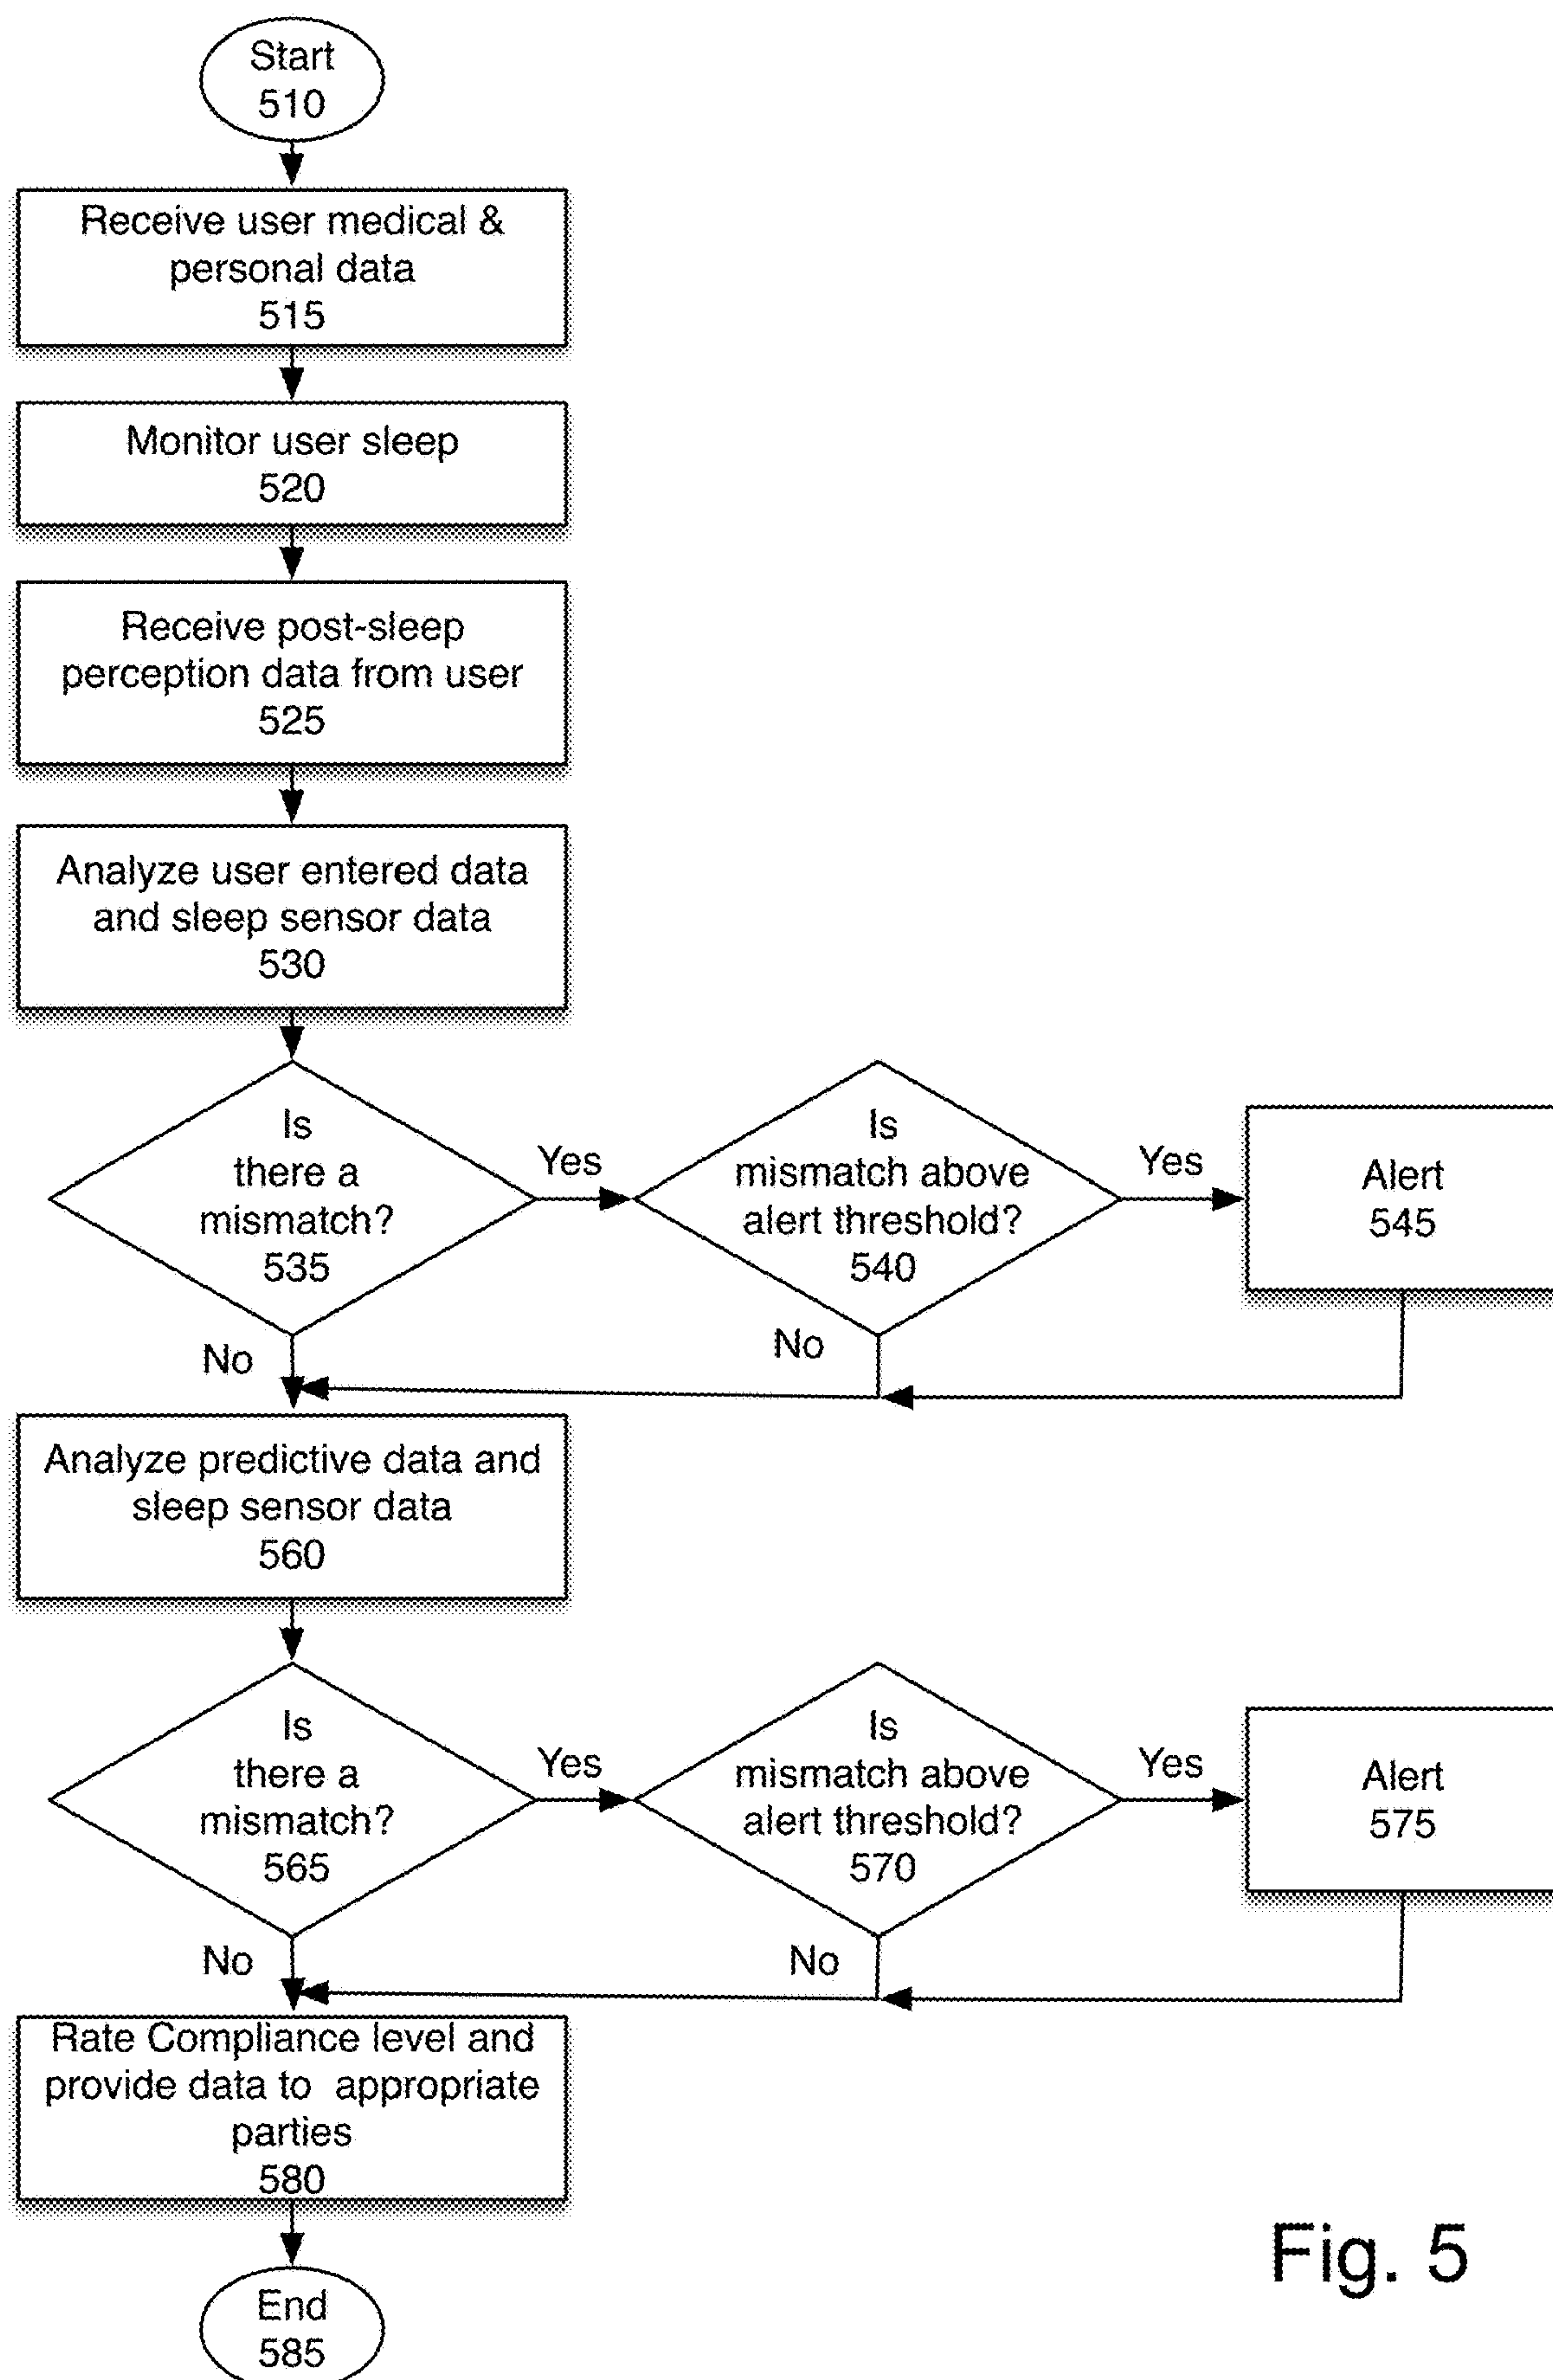 Start
510
Receive user medical &
personal data
515
Monitor user sleep
520
Receive post-sleep
perception data from user
525
Analyze user entered data
and sleep sensor data
530
Is
there a
mismatch?
535
Yes
No
Is
mismatch above
alert threshold?
540
Yes
No
Alert
545
Analyze predictive data and
sleep sensor data
560
Is
there a
mismatch?
565
Yes
No
Is
mismatch above
alert threshold?
570
Yes
No
Alert
575
Rate Compliance level and
provide data to appropriate
parties
580
End
585
Fig. 5